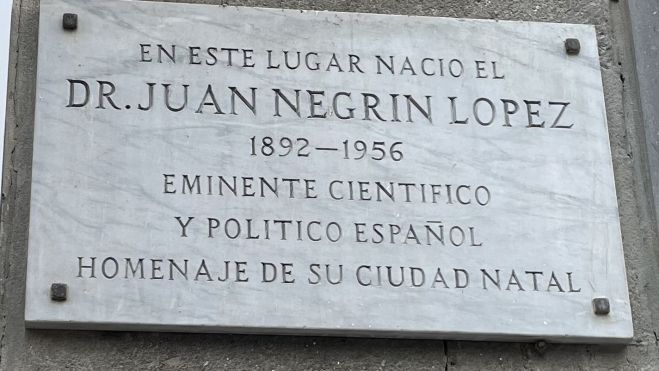 EN ESTE LUGAR NACIO EL
DR. JUAN NEGRIN LOPEZ
1892–1956
EMINENTE CIENTIFICO
Y POLITICO ESPAÑOL
HOMENAJE DE SU CIUDAD NATAL